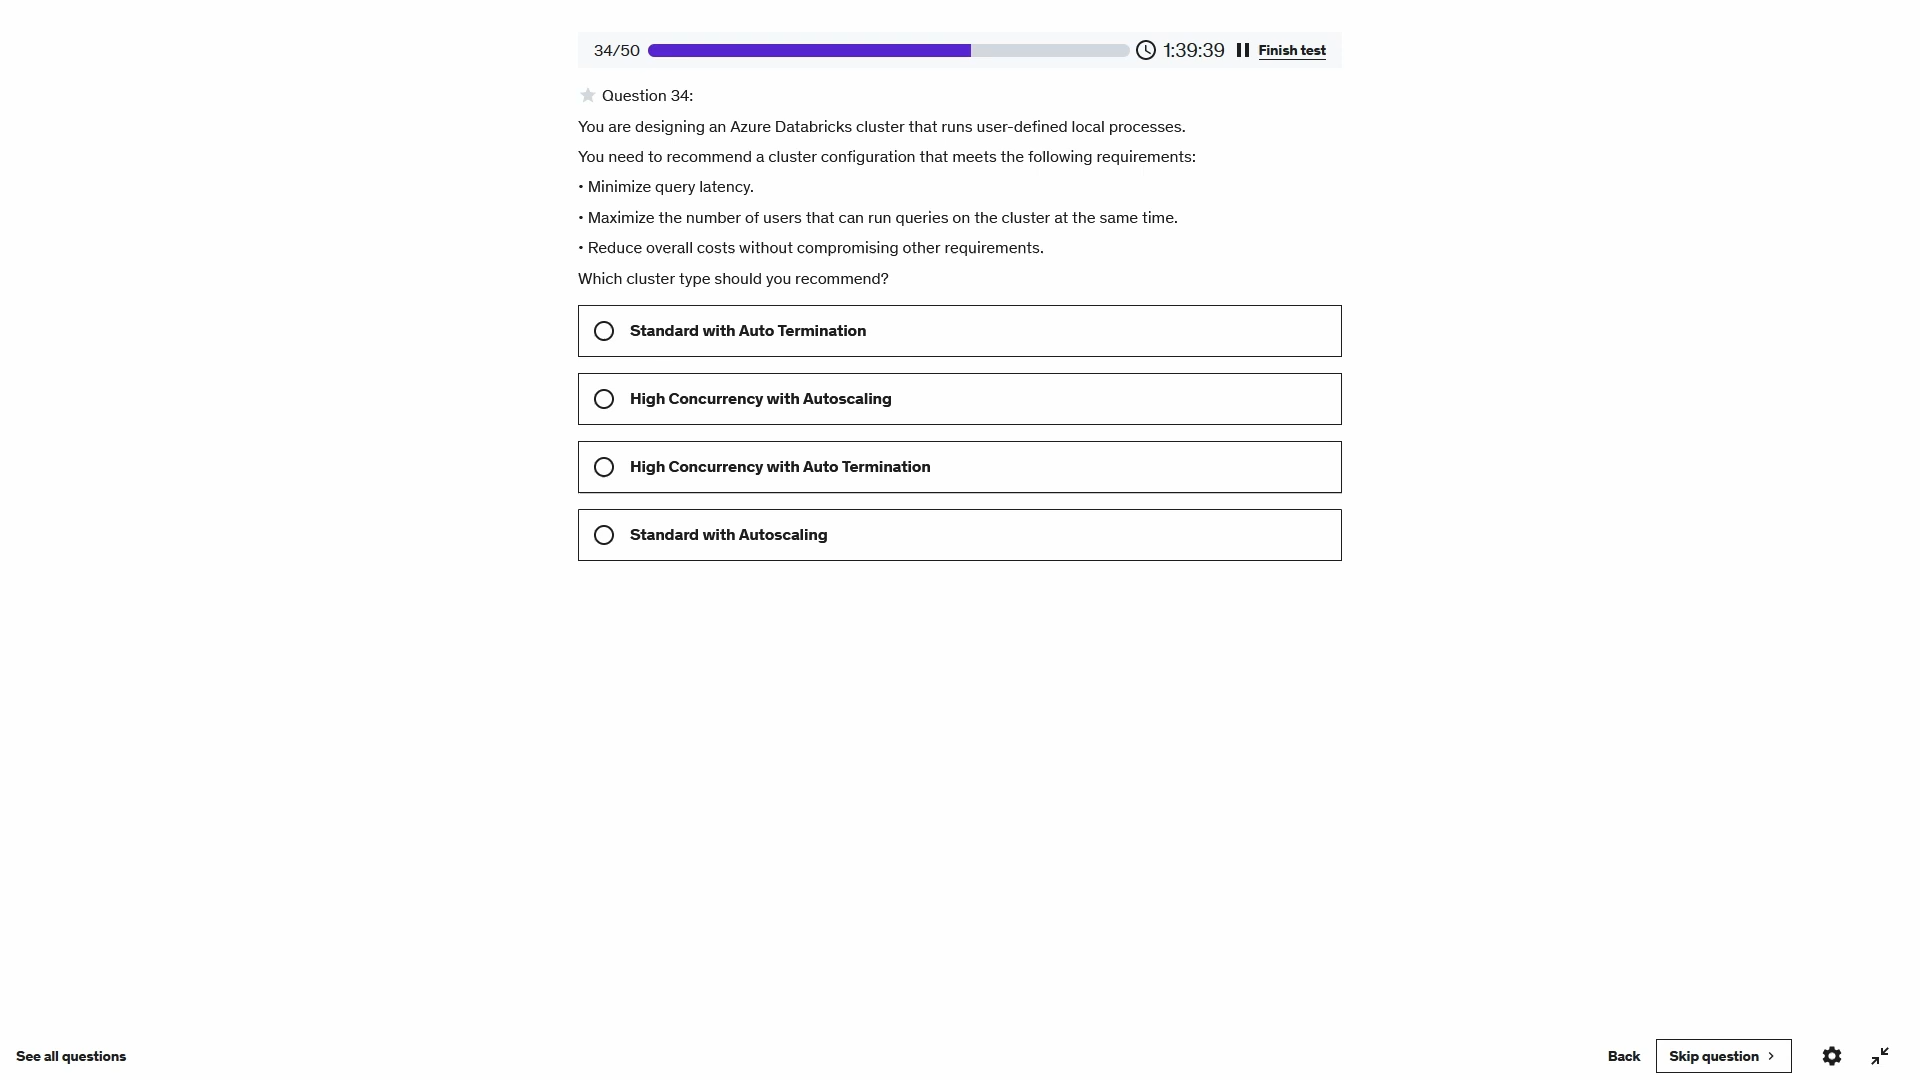 34/50 1:39:39 Finish test
Question 34:
You are designing an Azure Databricks cluster that runs user-defined local processes.
You need to recommend a cluster configuration that meets the following requirements:
• Minimize query latency.
• Maximize the number of users that can run queries on the cluster at the same time.
• Reduce overall costs without compromising other requirements.
Which cluster type should you recommend?
Standard with Auto Termination
High Concurrency with Autoscaling
High Concurrency with Auto Termination
Standard with Autoscaling
See all questions Back Skip question